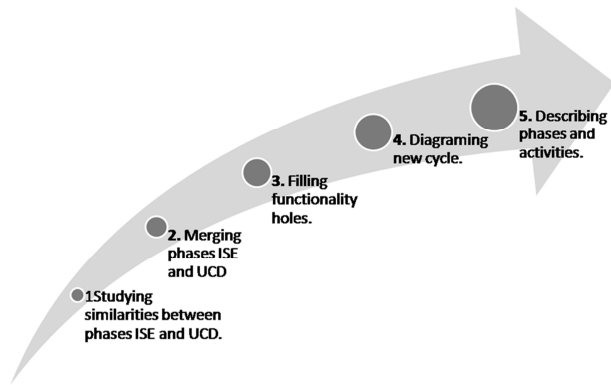 1Studying
similarities between
phases ISE and UCD.
2. Merging
phases ISE
and UCD
3. Filling
functionality
holes.
4. Diagraming
new cycle.
5. Describing
phases and
activities.